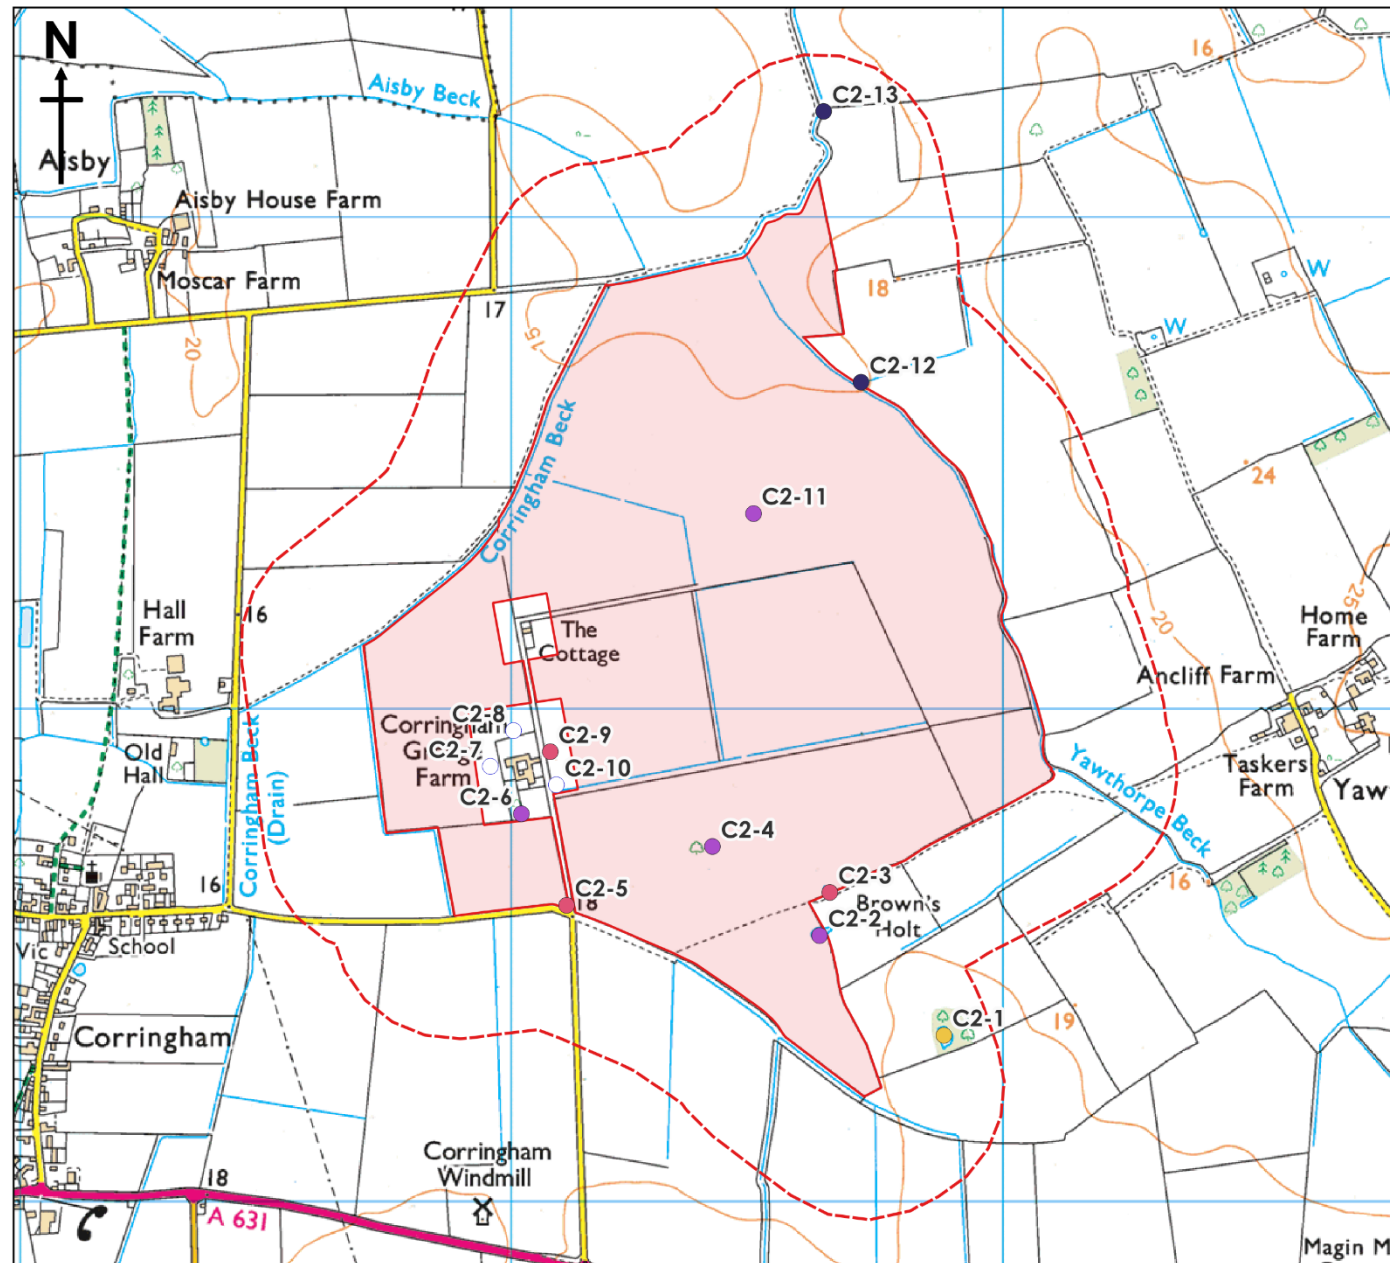 N
Aisby Beck
C2-13
16
Aisby
Aisby House Farm
Moscar Farm
17
20
15
18
W
W
C2-12
Corringham Beck
C2-11
24
Hall
Farm
16
The
Cottage
20
25
Home
Farm
Ancliff Farm
C2-8
Corringham
C2-7
Farm
C2-9
C2-10
C2-6
Old
Hall
Corringham Beck
(Drain)
Yawthorpe Beck
Taskers
Farm
Yaw
C2-4
C2-3
Brown's
Holt
C2-2
C2-5
18
16
16
Vic
School
C2-1
19
Corringham
Corringham
Windmill
18
A 631
Magin M